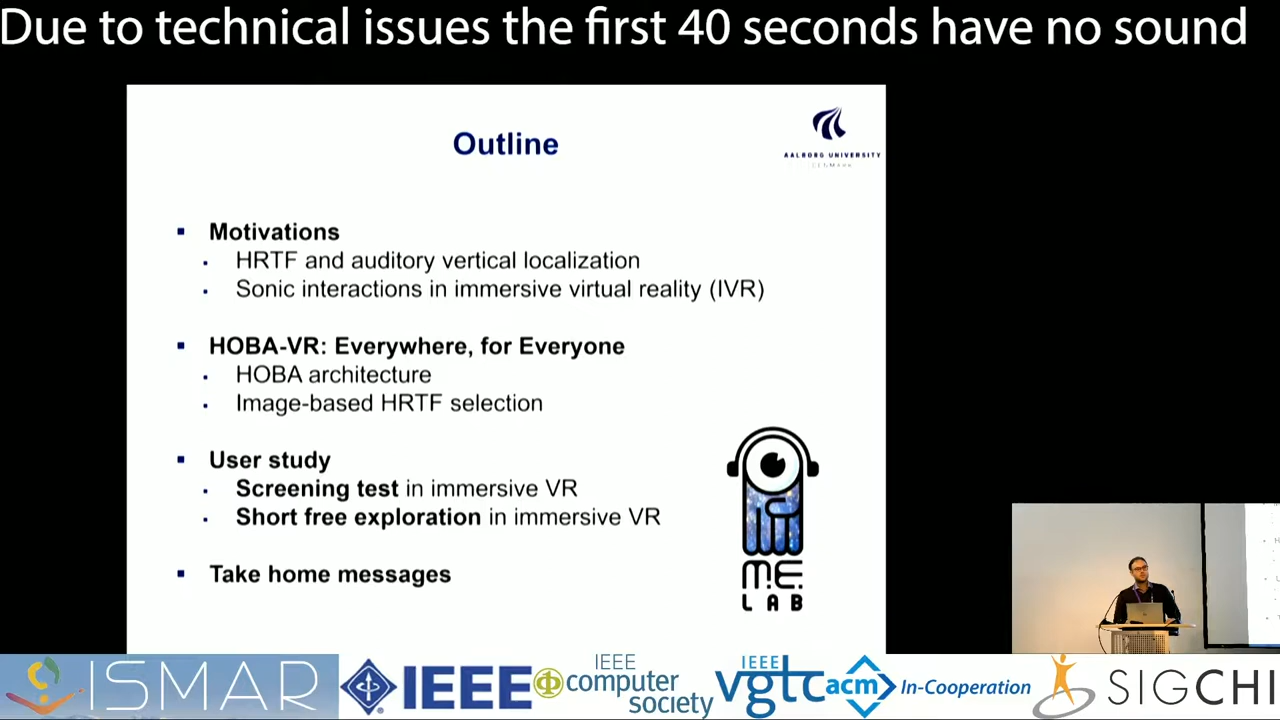 Due to technical issues the first 40 seconds have no sound
Outline
AALBORG UNIVERSITY
Motivations
HRTF and auditory vertical localization
Sonic interactions in immersive virtual reality (IVR)
HOBA-VR: Everywhere, for Everyone
HOBA architecture
Image-based HRTF selection
User study
Screening test in immersive VR
Short free exploration in immersive VR
Take home messages
M.E.
LAB
ISMAR
IEEE
IEEE
computer
society
IEEE
vgtc
acm
In-Cooperation
SIGCHI